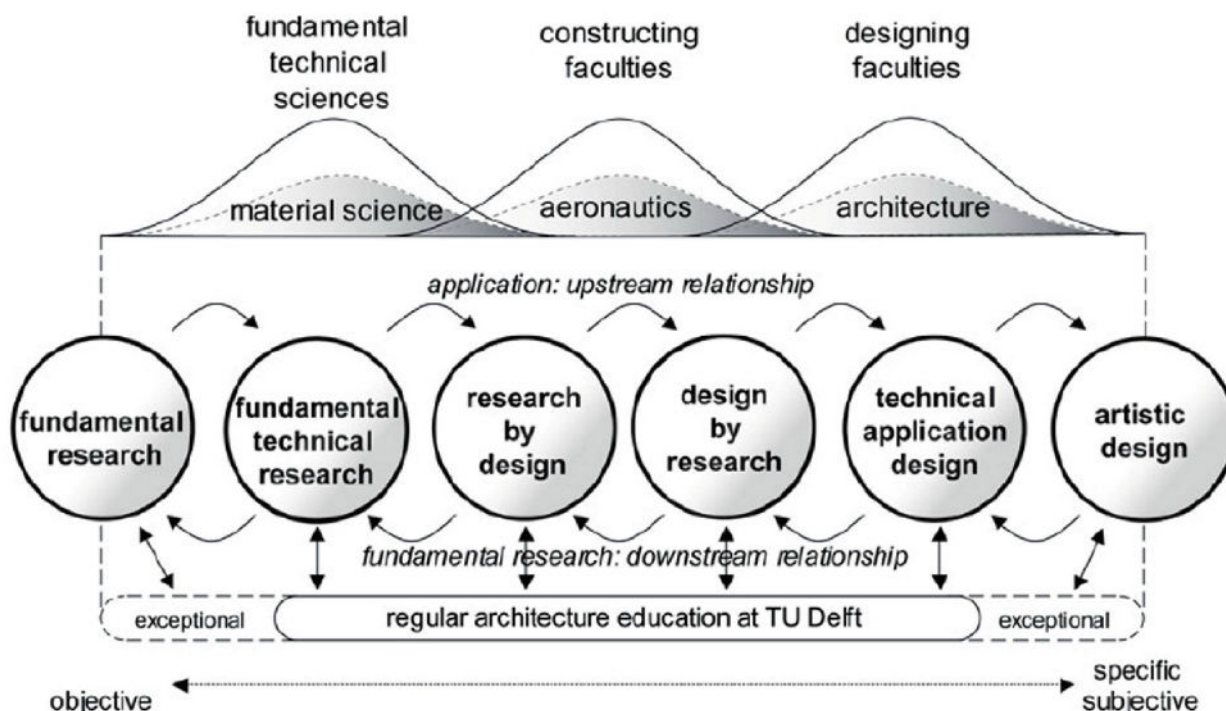 fundamental
technical
sciences
constructing
faculties
designing
faculties
material science
aeronautics
architecture
application: upstream relationship
fundamental
research
fundamental
technical
research
research
by
design
design
by
research
technical
application
design
artistic
design
fundamental research: downstream relationship
exceptional
regular architecture education at TU Delft
exceptional
objective
specific
subjective